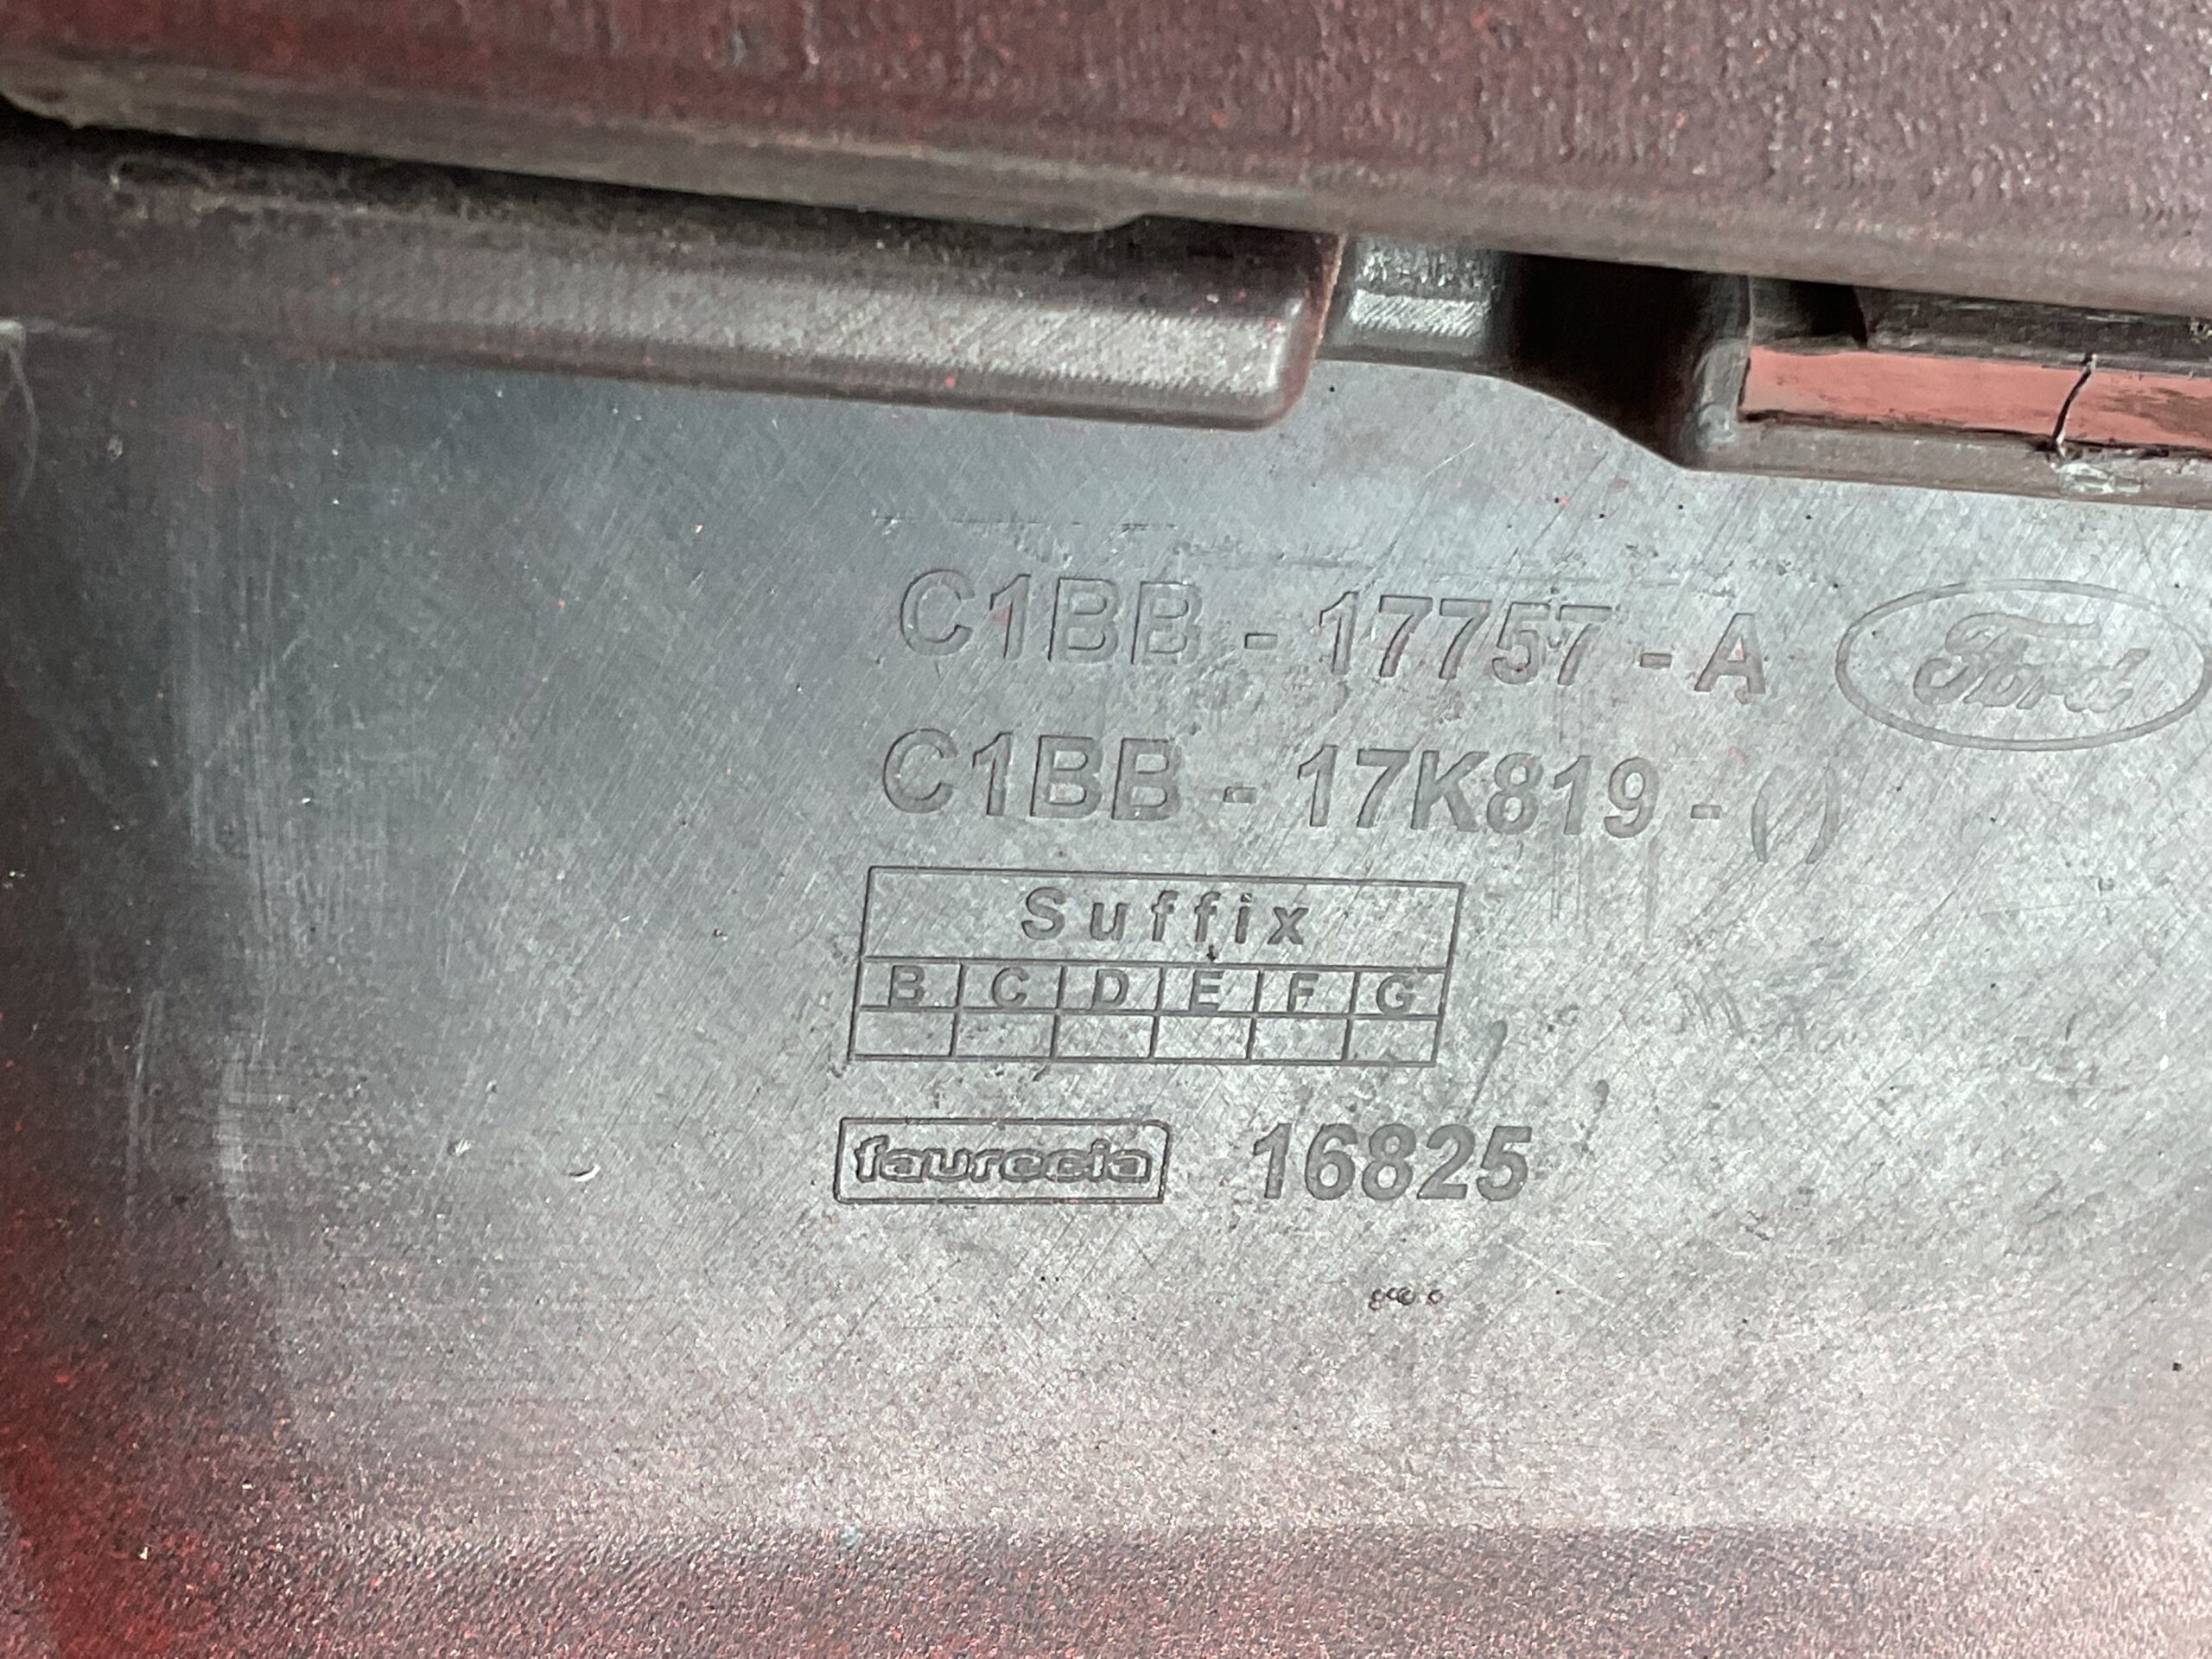 C1BB - 17757 - A Ford
C1BB - 17K819 - ( )
Suffix
B C D E F G
faurecia 16825